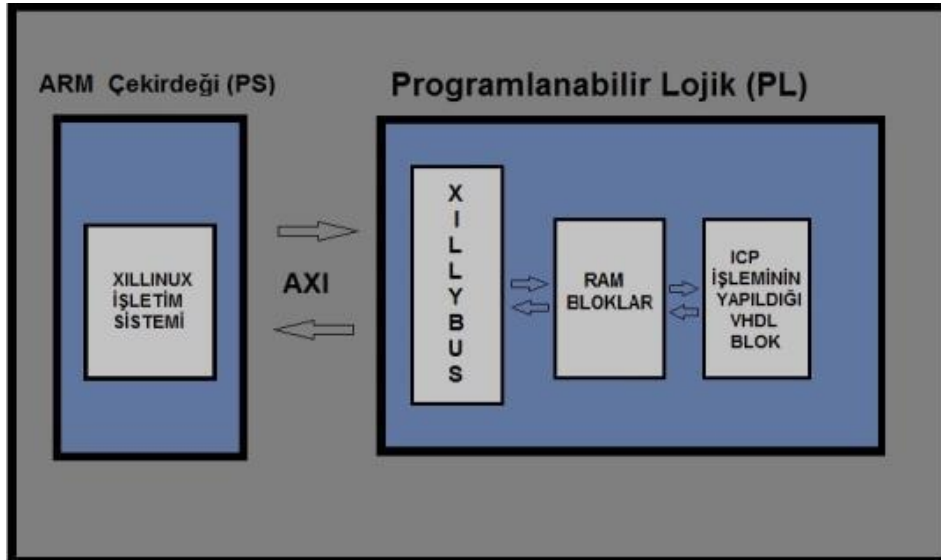 ARM Çekirdeği (PS)
Programlanabilir Lojik (PL)
XILLINUX
İŞLETİM
SİSTEMİ
AXI
X
I
L
L
Y
B
U
S
RAM
BLOKLAR
ICP
İŞLEMİNİN
YAPILDIĞI
VHDL
BLOK